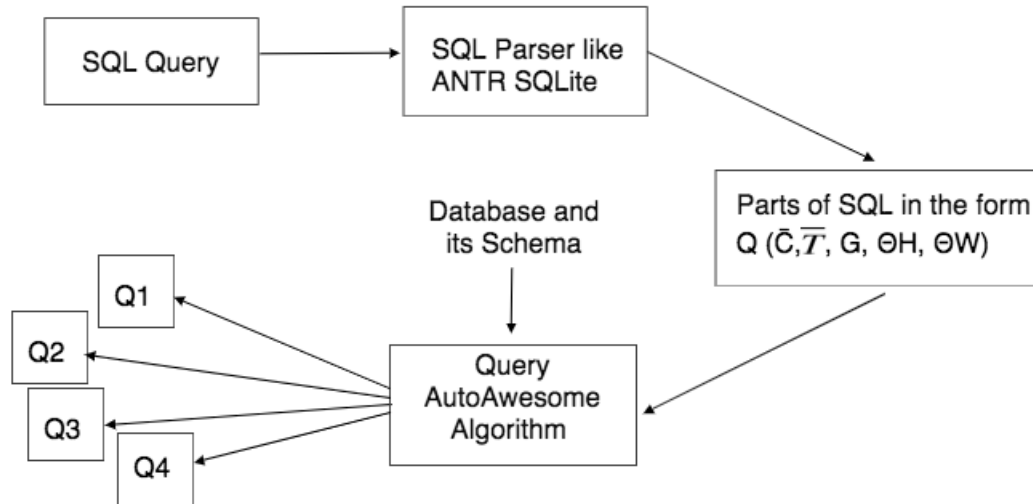 SQL Query
SQL Parser like
ANTR SQLite
Parts of SQL in the form
Q (C̄,T̅, G, ΘH, ΘW)
Database and
its Schema
Query
AutoAwesome
Algorithm
Q1
Q2
Q3
Q4